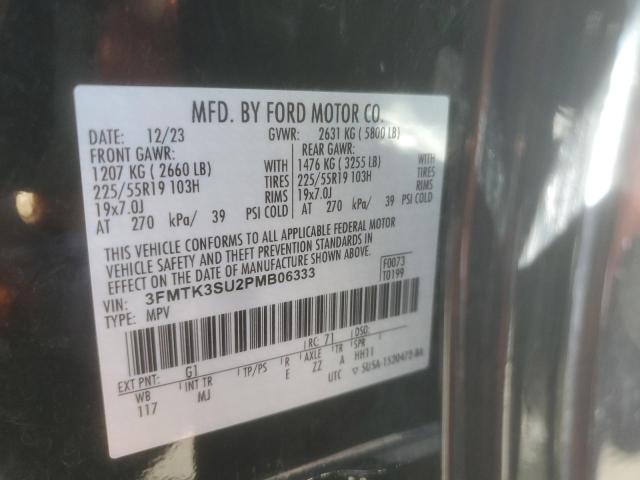 MFD. BY FORD MOTOR CO.
DATE: 12/23 GVWR: 2631 KG ( 5800 LB)
FRONT GAWR: REAR GAWR:
1207 KG ( 2660 LB) WITH 1476 KG ( 3255 LB) WITH
225/55R19 103H TIRES 225/55R19 103H TIRES
19x7.0J RIMS 19x7.0J RIMS
AT 270 kPa/ 39 PSI COLD AT 270 kPa/ 39 PSI COLD
THIS VEHICLE CONFORMS TO ALL APPLICABLE FEDERAL MOTOR
VEHICLE SAFETY AND THEFT PREVENTION STANDARDS IN
EFFECT ON THE DATE OF MANUFACTURE SHOWN ABOVE.
VIN: 3FMTK3SU2PMB06333 F0073
TYPE: MPV T0199
EXT PNT: G1 RC: 71 DSO:
WB INT TR TP/PS R AXLE TR SPR
117 MJ E ZZ A HH11
UTC